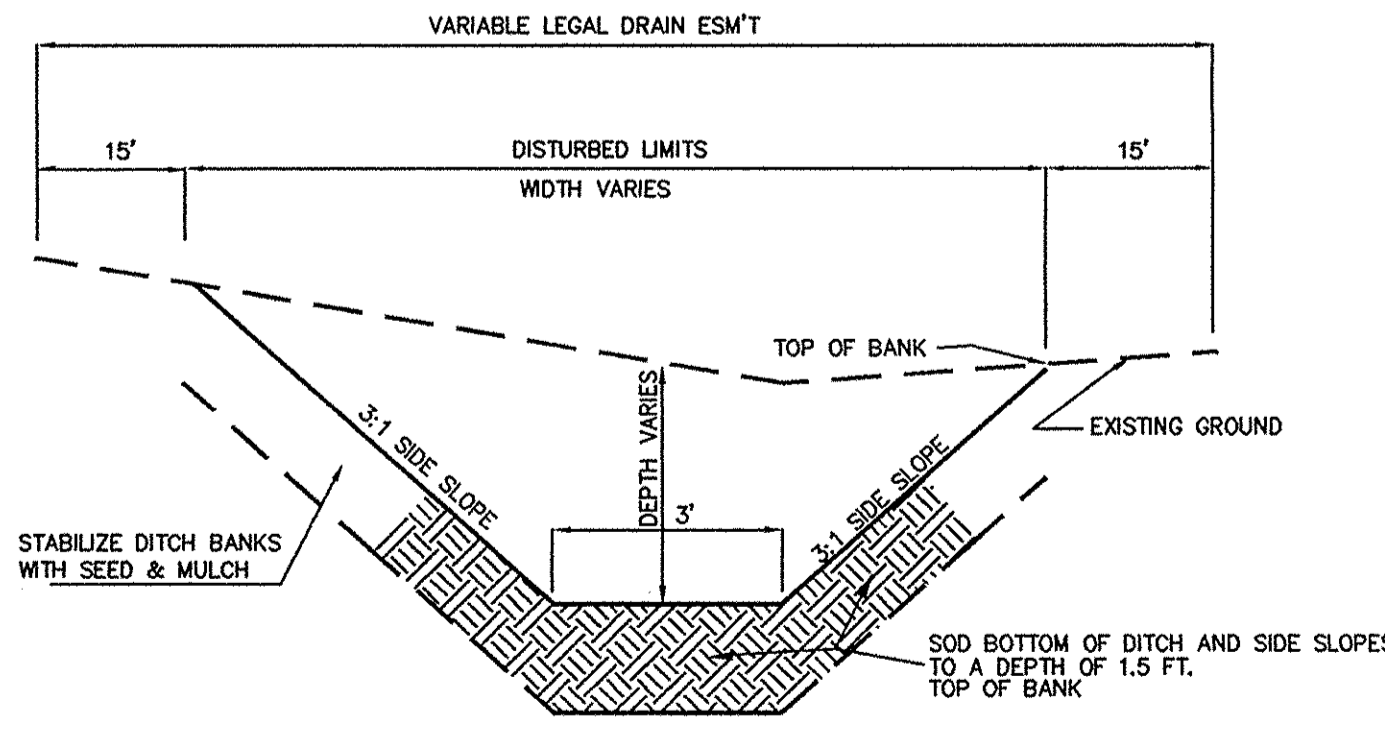 VARIABLE LEGAL DRAIN ESM'T
15'
DISTURBED LIMITS
15'
WIDTH VARIES
TOP OF BANK
DEPTH VARIES
3:1 SIDE SLOPE
3:1 SIDE SLOPE
EXISTING GROUND
3'
STABILIZE DITCH BANKS
WITH SEED & MULCH
SOD BOTTOM OF DITCH AND SIDE SLOPES
TO A DEPTH OF 1.5 FT.
TOP OF BANK